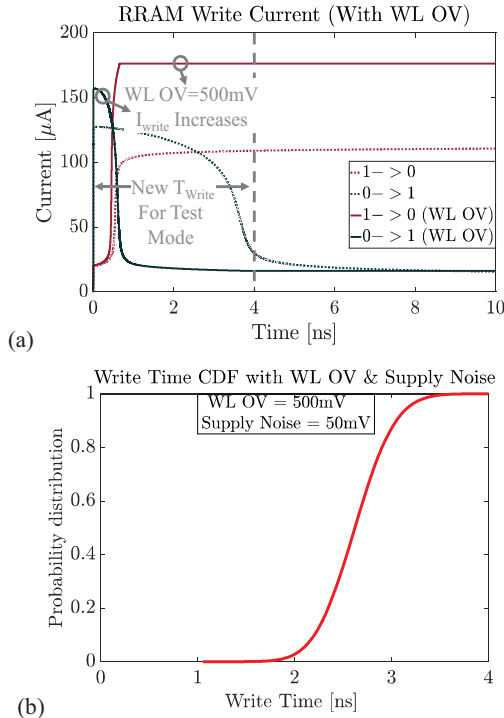 RRAM Write Current (With WL OV)
200
150
100
50
0
Current [μA]
WL OV=500mV
I_write Increases
New T_Write
For Test
Mode
1− > 0
0− > 1
1− > 0 (WL OV)
0− > 1 (WL OV)
0 2 4 6 8 10
Time [ns]
(a)
Write Time CDF with WL OV & Supply Noise
WL OV = 500mV
Supply Noise = 50mV
1
0.8
0.6
0.4
0.2
0
Probability distribution
0 1 2 3 4
Write Time [ns]
(b)